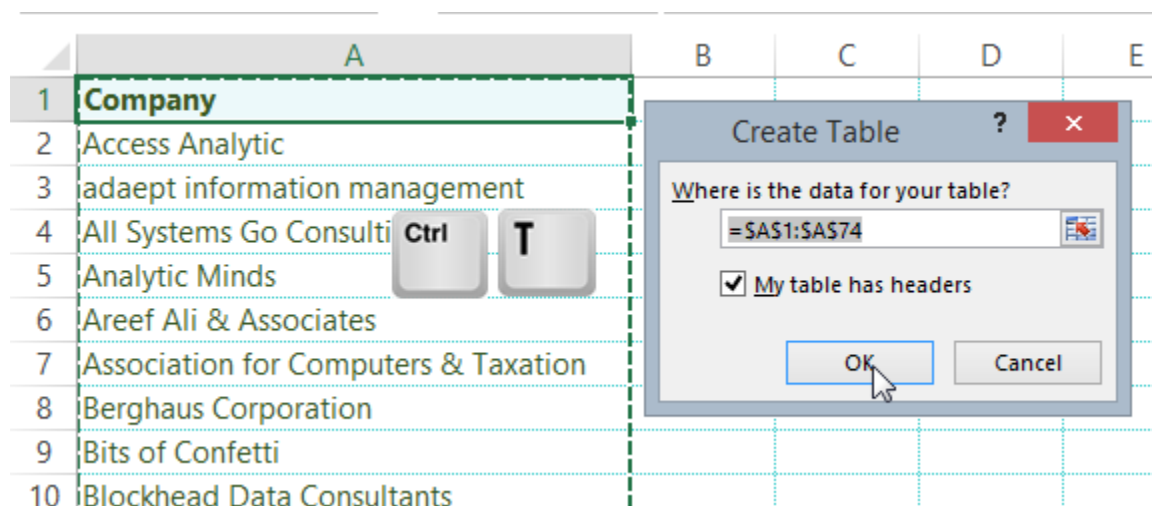 A B C D E
1 Company
2 Access Analytic
3 adaept information management
4 All Systems Go Consulti
5 Analytic Minds
6 Areef Ali & Associates
7 Association for Computers & Taxation
8 Berghaus Corporation
9 Bits of Confetti
10 Blockhead Data Consultants
Ctrl T
Create Table ? ×
Where is the data for your table?
=$A$1:$A$74
My table has headers
OK Cancel